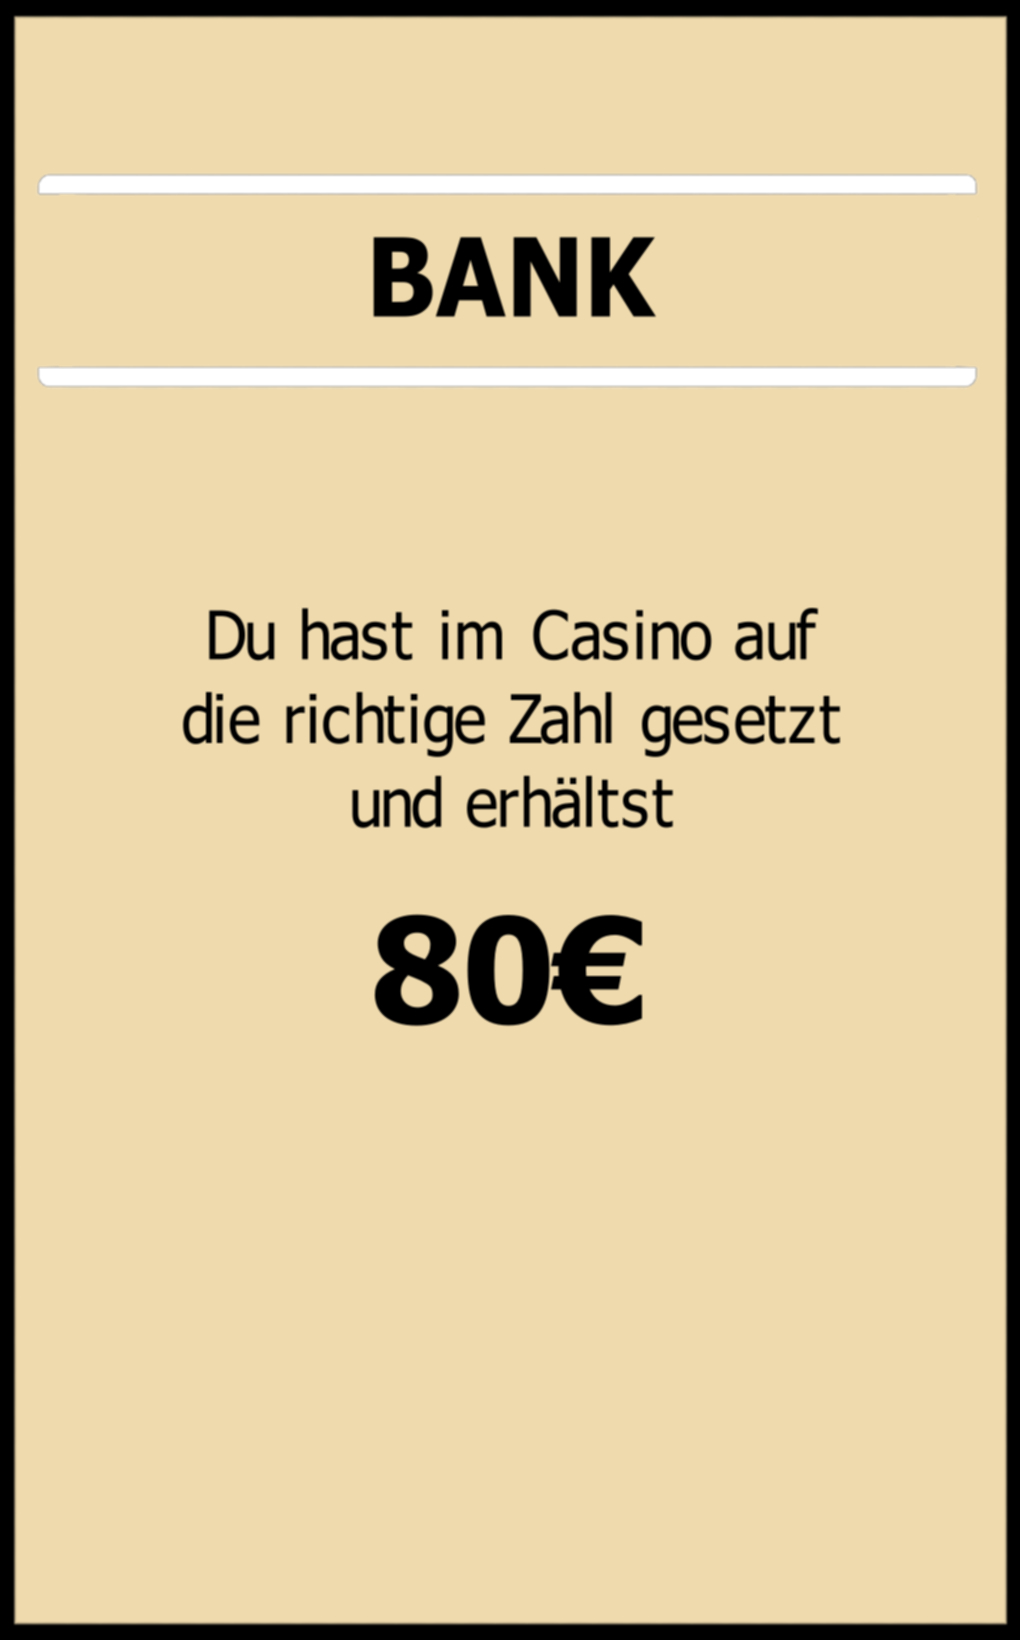 BANK
Du hast im Casino auf
die richtige Zahl gesetzt
und erhältst
80€